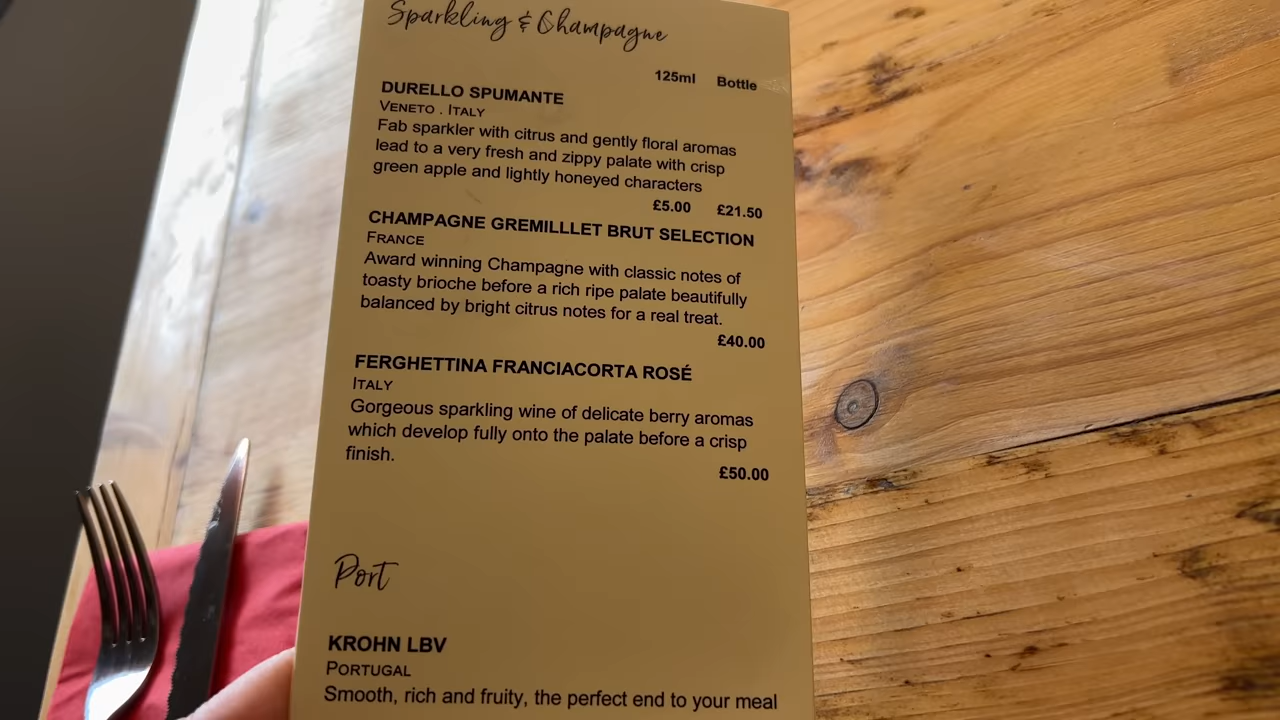 Sparkling & Champagne
125ml Bottle
DURELLO SPUMANTE
VENETO . ITALY
Fab sparkler with citrus and gently floral aromas
lead to a very fresh and zippy palate with crisp
green apple and lightly honeyed characters
£5.00 £21.50
CHAMPAGNE GREMILLLET BRUT SELECTION
FRANCE
Award winning Champagne with classic notes of
toasty brioche before a rich ripe palate beautifully
balanced by bright citrus notes for a real treat.
£40.00
FERGHETTINA FRANCIACORTA ROSÉ
ITALY
Gorgeous sparkling wine of delicate berry aromas
which develop fully onto the palate before a crisp
finish.
£50.00
Port
KROHN LBV
PORTUGAL
Smooth, rich and fruity, the perfect end to your meal